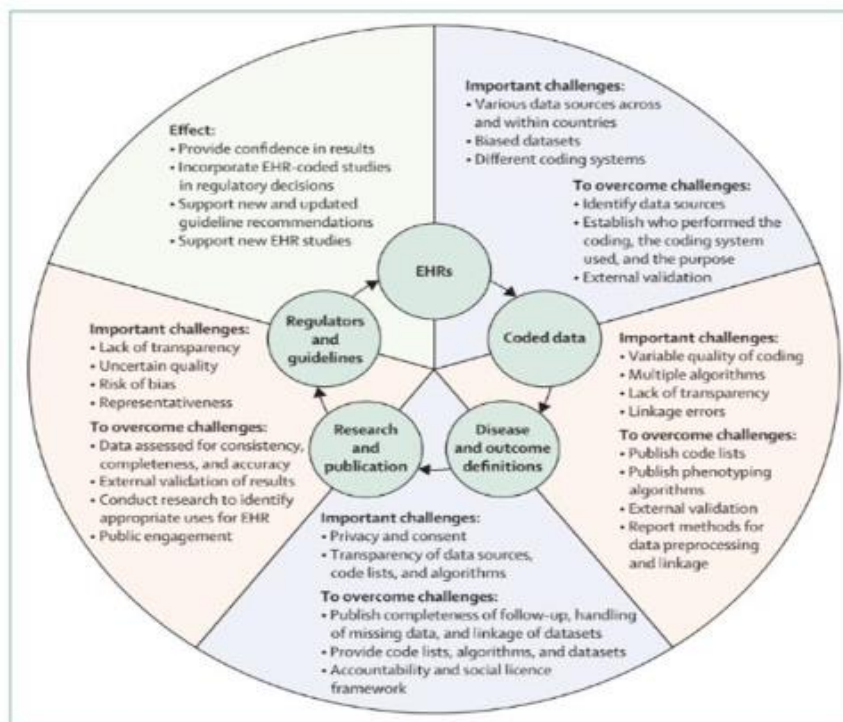 Effect:
• Provide confidence in results
• Incorporate EHR-coded studies
in regulatory decisions
• Support new and updated
guideline recommendations
• Support new EHR studies
Important challenges:
• Various data sources across
and within countries
• Biased datasets
• Different coding systems
To overcome challenges:
• Identify data sources
• Establish who performed the
coding, the coding system
used, and the purpose
• External validation
EHRs
Coded data
Disease
and outcome
definitions
Research
and
publication
Regulators
and
guidelines
Important challenges:
• Variable quality of coding
• Multiple algorithms
• Lack of transparency
• Linkage errors
To overcome challenges:
• Publish code lists
• Publish phenotyping
algorithms
• External validation
• Report methods for
data preprocessing
and linkage
Important challenges:
• Privacy and consent
• Transparency of data sources,
code lists, and algorithms
To overcome challenges:
• Publish completeness of follow-up, handling
of missing data, and linkage of datasets
• Provide code lists, algorithms, and datasets
• Accountability and social licence
framework
Important challenges:
• Lack of transparency
• Uncertain quality
• Risk of bias
• Representativeness
To overcome challenges:
• Data assessed for consistency,
completeness, and accuracy
• External validation of results
• Conduct research to identify
appropriate uses for EHR
• Public engagement